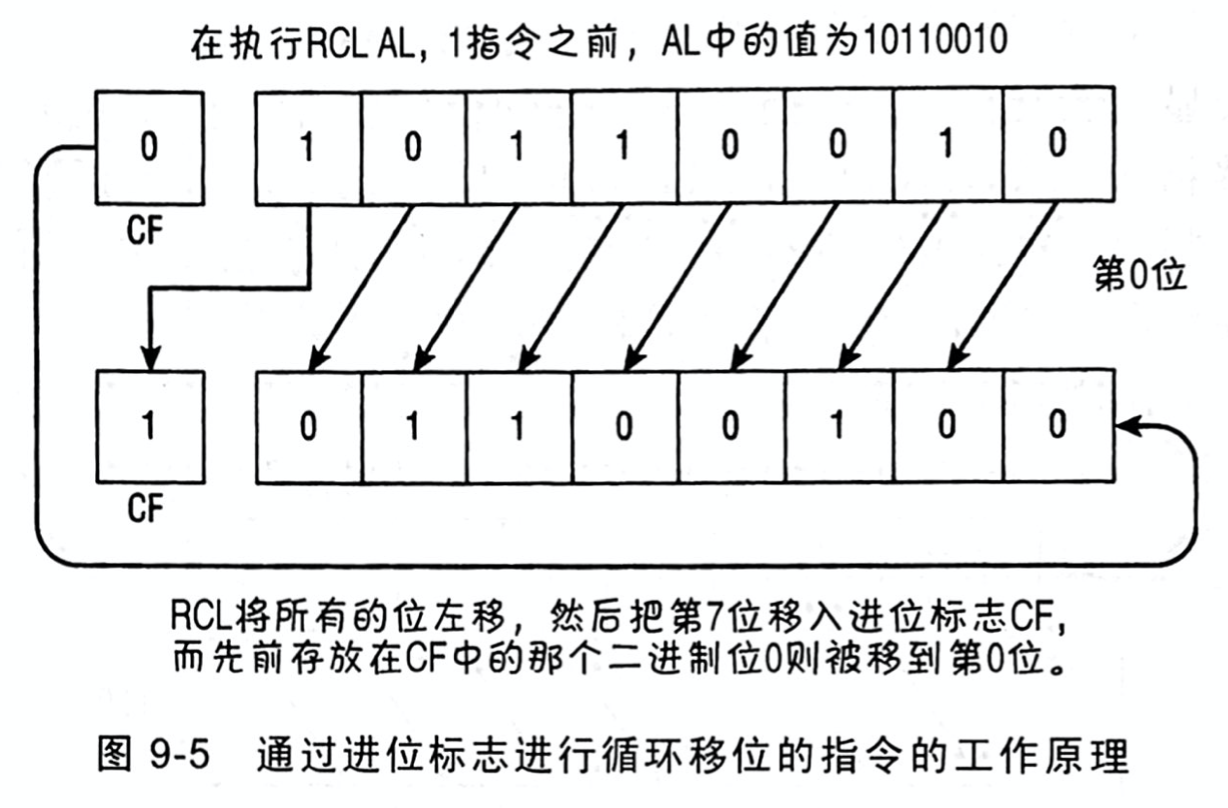 在执行RCL AL, 1指令之前，AL中的值为10110010
0 1 0 1 1 0 0 1 0
CF
第0位
1 0 1 1 0 0 1 0 0
CF
RCL将所有的位左移，然后把第7位移入进位标志CF，
而先前存放在CF中的那个二进制位0则被移到第0位。
图 9-5 通过进位标志进行循环移位的指令的工作原理